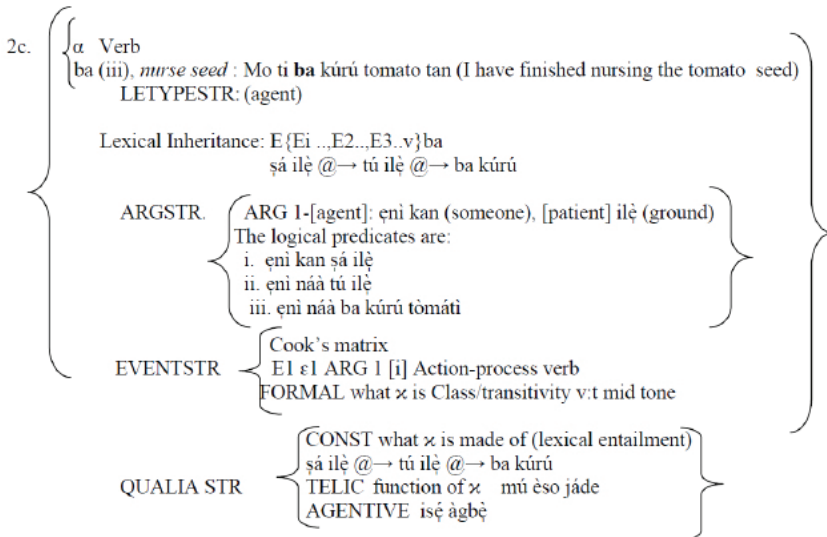 2c. α Verb
ba (iii), nurse seed : Mo ti ba kúrú tomato tan (I have finished nursing the tomato seed)
LETYPESTR: (agent)
Lexical Inheritance: E{Ei ..,E2..,E3..v}ba
ṣá ilẹ̀ @→ tú ilẹ̀ @→ ba kúrú
ARGSTR. ARG 1-[agent]: ẹnì kan (someone), [patient] ilẹ̀ (ground)
The logical predicates are:
i. ẹnì kan ṣá ilẹ̀
ii. ẹnì náà tú ilẹ̀
iii. ẹnì náà ba kúrú tòmátì
Cook's matrix
EVENTSTR E1 ε1 ARG 1 [i] Action-process verb
FORMAL what ϰ is Class/transitivity v:t mid tone
CONST what ϰ is made of (lexical entailment)
ṣá ilẹ̀ @→ tú ilẹ̀ @→ ba kúrú
QUALIA STR TELIC function of ϰ mú èso jáde
AGENTIVE isẹ́ àgbẹ̀